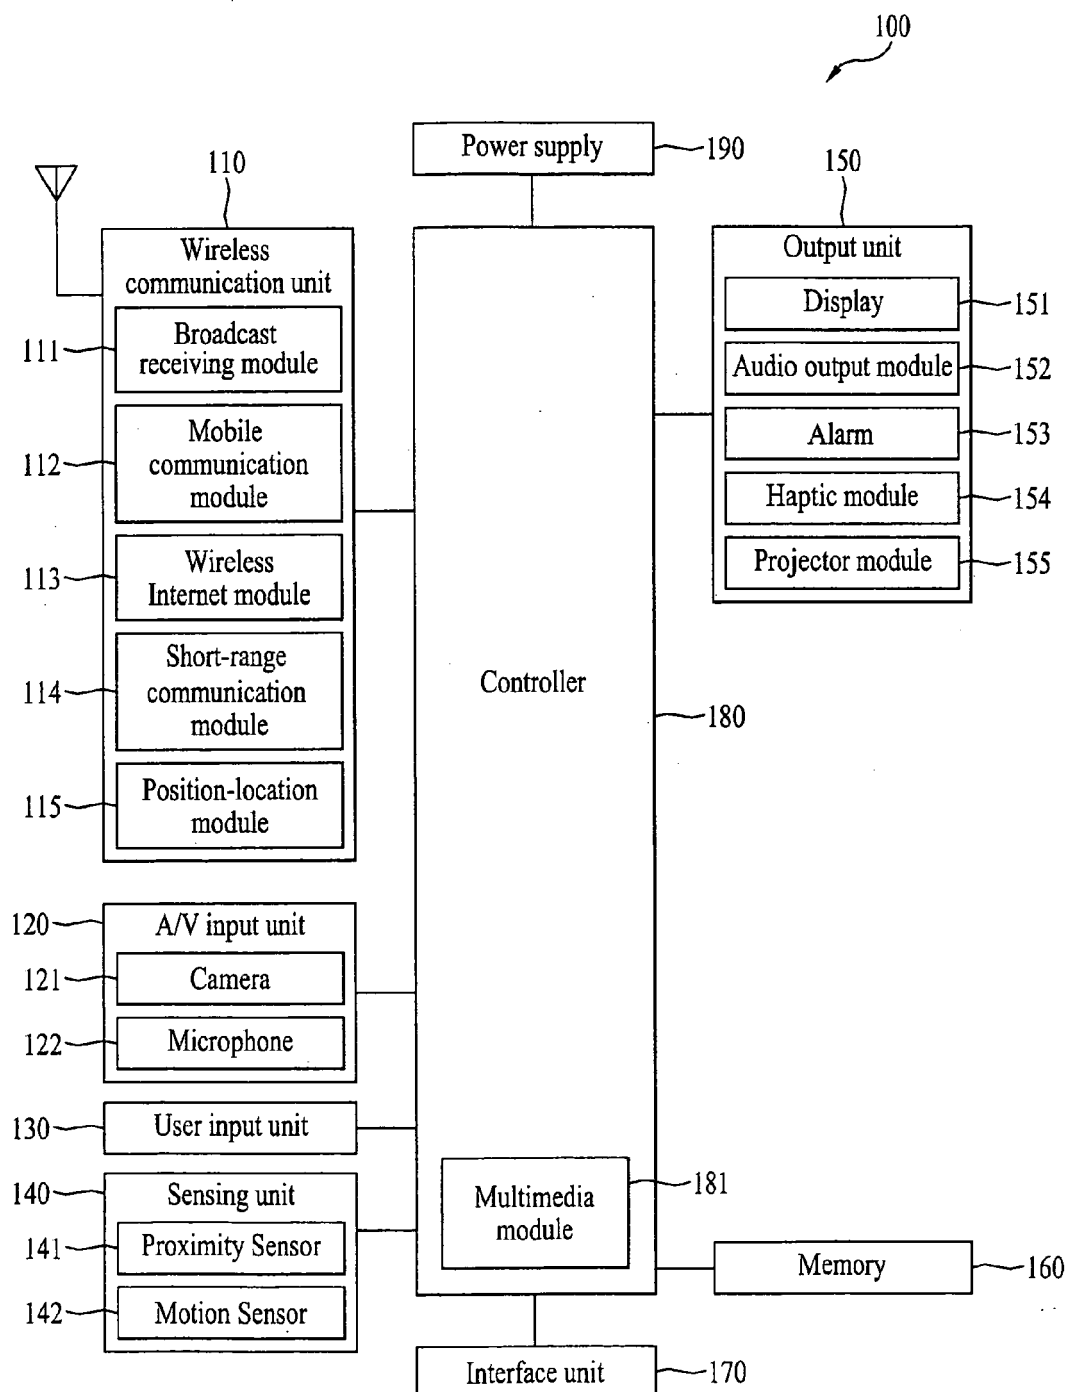 100
Power supply
190
110
Wireless
communication unit
111
Broadcast
receiving module
112
Mobile
communication
module
113
Wireless
Internet module
114
Short-range
communication
module
115
Position-location
module
120
A/V input unit
121
Camera
122
Microphone
130
User input unit
140
Sensing unit
141
Proximity Sensor
142
Motion Sensor
Controller
180
Multimedia
module
181
150
Output unit
Display
151
Audio output module
152
Alarm
153
Haptic module
154
Projector module
155
Memory
160
Interface unit
170